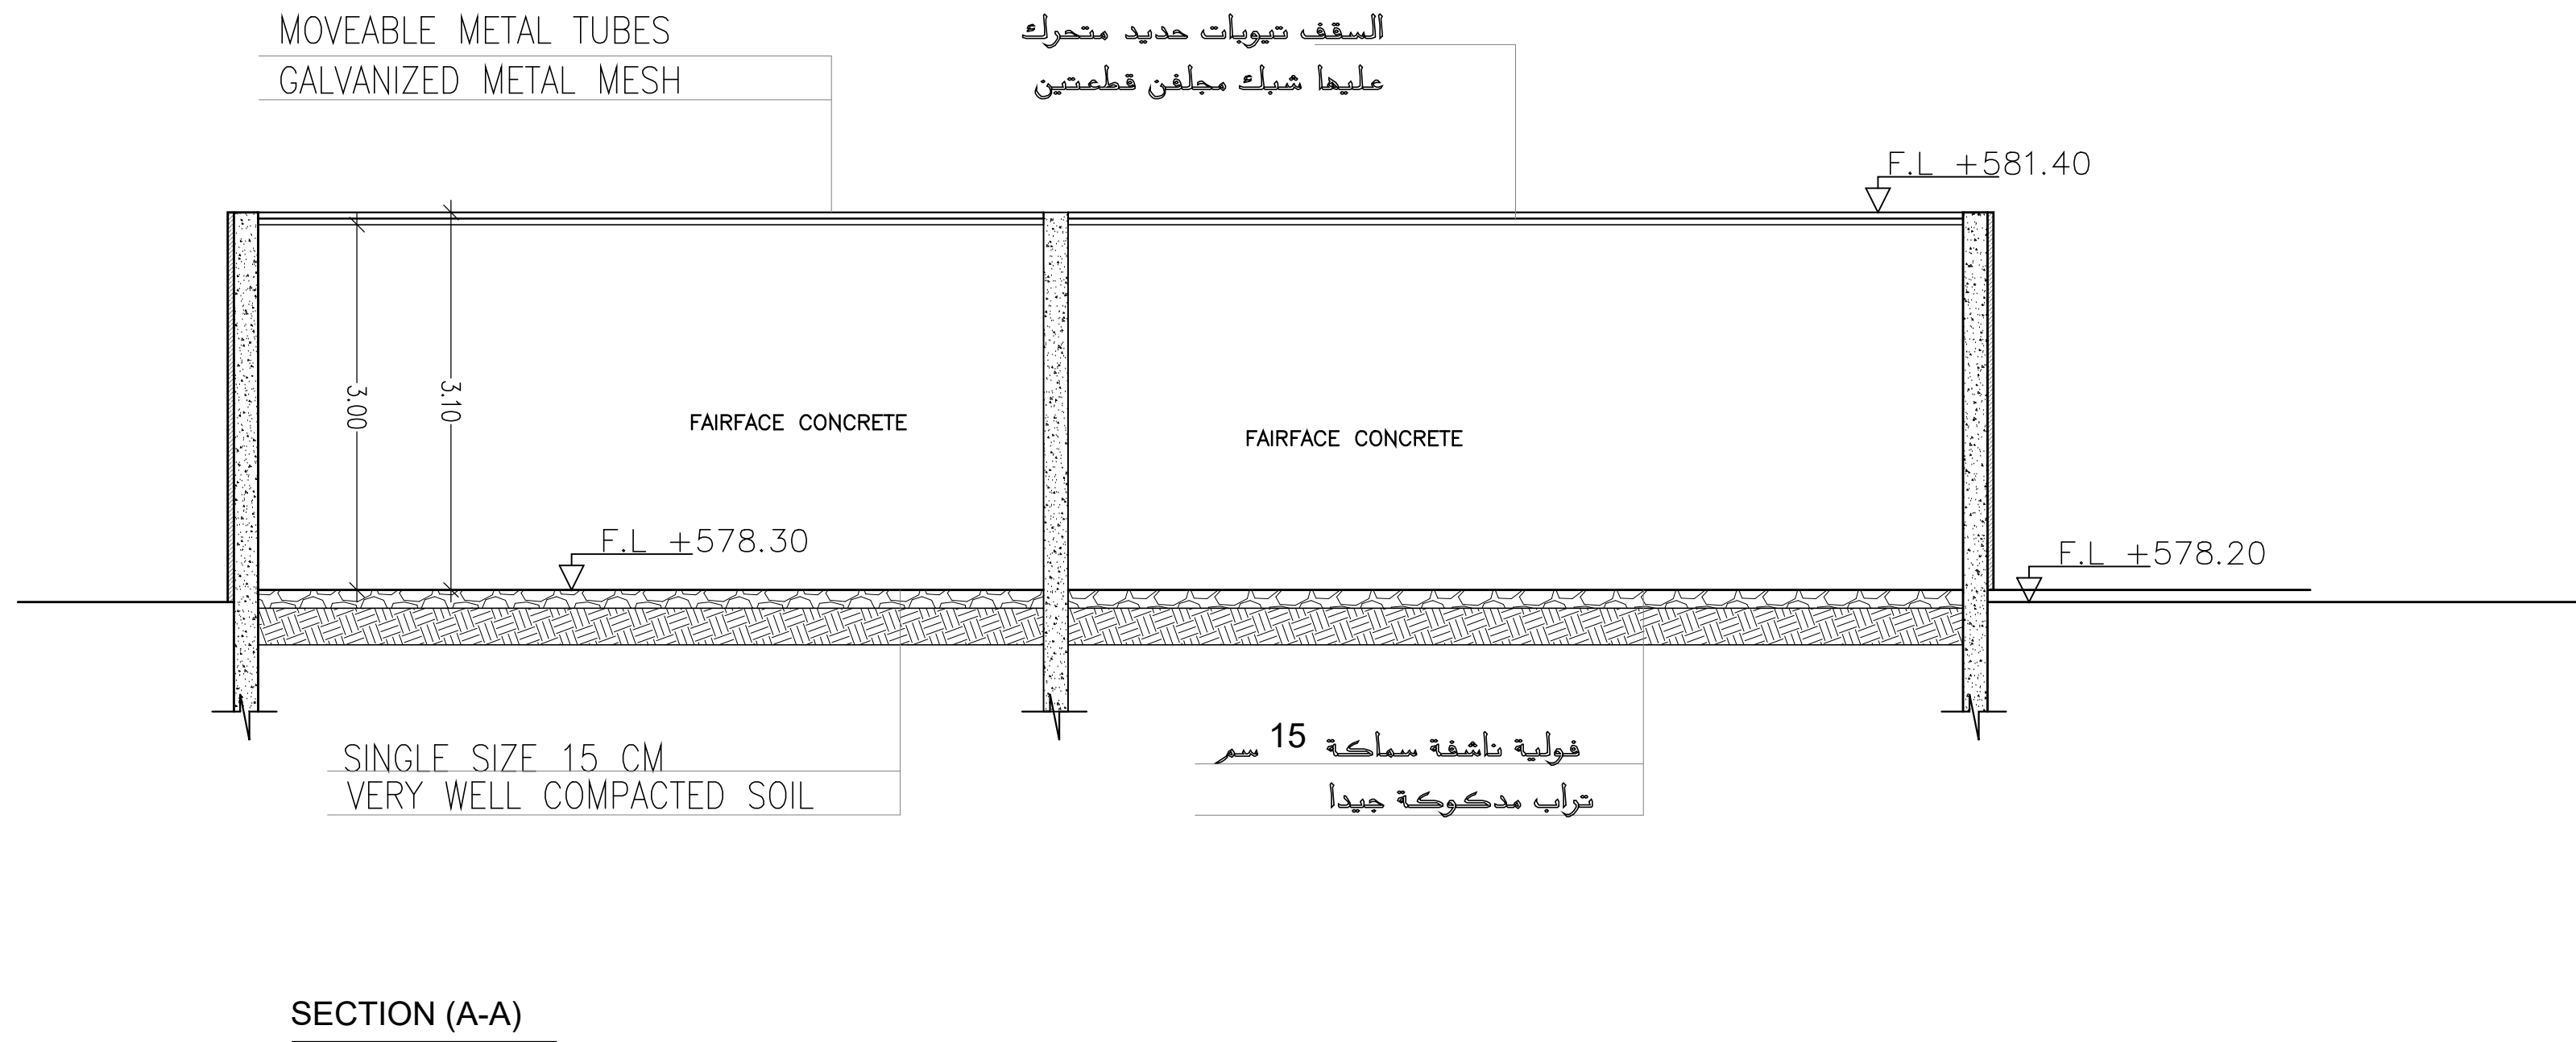 MOVEABLE METAL TUBES
GALVANIZED METAL MESH
السقف تيوبات حديد متحرك
عليها شبك مجلفن قطعتين
F.L +581.40
3.00
3.10
FAIRFACE CONCRETE
FAIRFACE CONCRETE
F.L +578.30
F.L +578.20
SINGLE SIZE 15 CM
VERY WELL COMPACTED SOIL
فولية ناشفة سماكة 15 سم
تراب مدكوكة جيدا
SECTION (A-A)